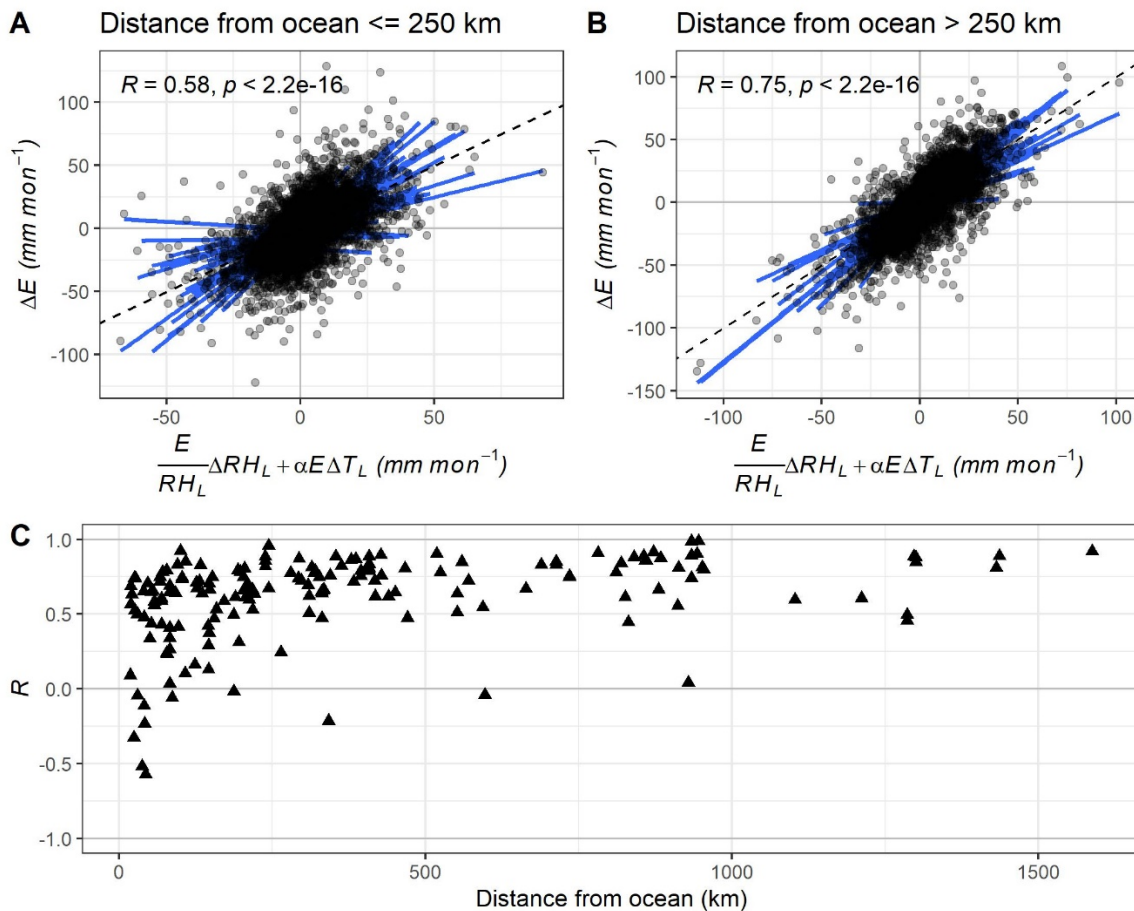 A Distance from ocean <= 250 km
R = 0.58, p < 2.2e-16
100
50
0
-50
-100
-50 0 50
ΔE (mm mon⁻¹)
E/RH_L ΔRH_L + αEΔT_L (mm mon⁻¹)
B Distance from ocean > 250 km
R = 0.75, p < 2.2e-16
100
50
0
-50
-100
-150
-100 -50 0 50 100
ΔE (mm mon⁻¹)
E/RH_L ΔRH_L + αEΔT_L (mm mon⁻¹)
C
1.0
0.5
0.0
-0.5
-1.0
R
0 500 1000 1500
Distance from ocean (km)